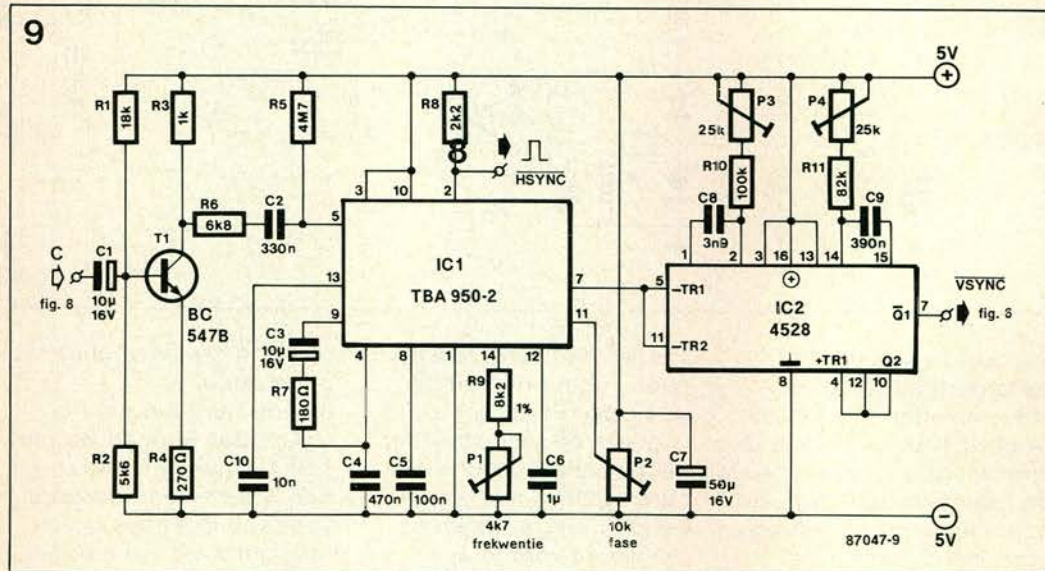 9
5V
+
R1
18k
R3
1k
R5
4M7
R8
2k2
HSYNC
P3
25k
P4
25k
R10
100k
R11
82k
C8
3n9
C9
390n
R6
6k8
C2
330n
3
10
2
5
1
2
3
16
13
14
15
C
fig. 8
C1
10µ
16V
T1
BC
547B
13
9
IC1
TBA 950-2
7
11
5
–TR1
11
–TR2
+
IC2
4528
Q1
7
VSYNC
fig. 8
C3
10µ
16V
R7
180Ω
4
8
1
14
12
+TR1
Q2
8
4
12
10
R9
8k2
1%
R2
5k6
R4
270Ω
C10
10n
C4
470n
C5
100n
P1
4k7
frekwentie
C6
1µ
P2
10k
fase
C7
50µ
16V
–
5V
87047-9